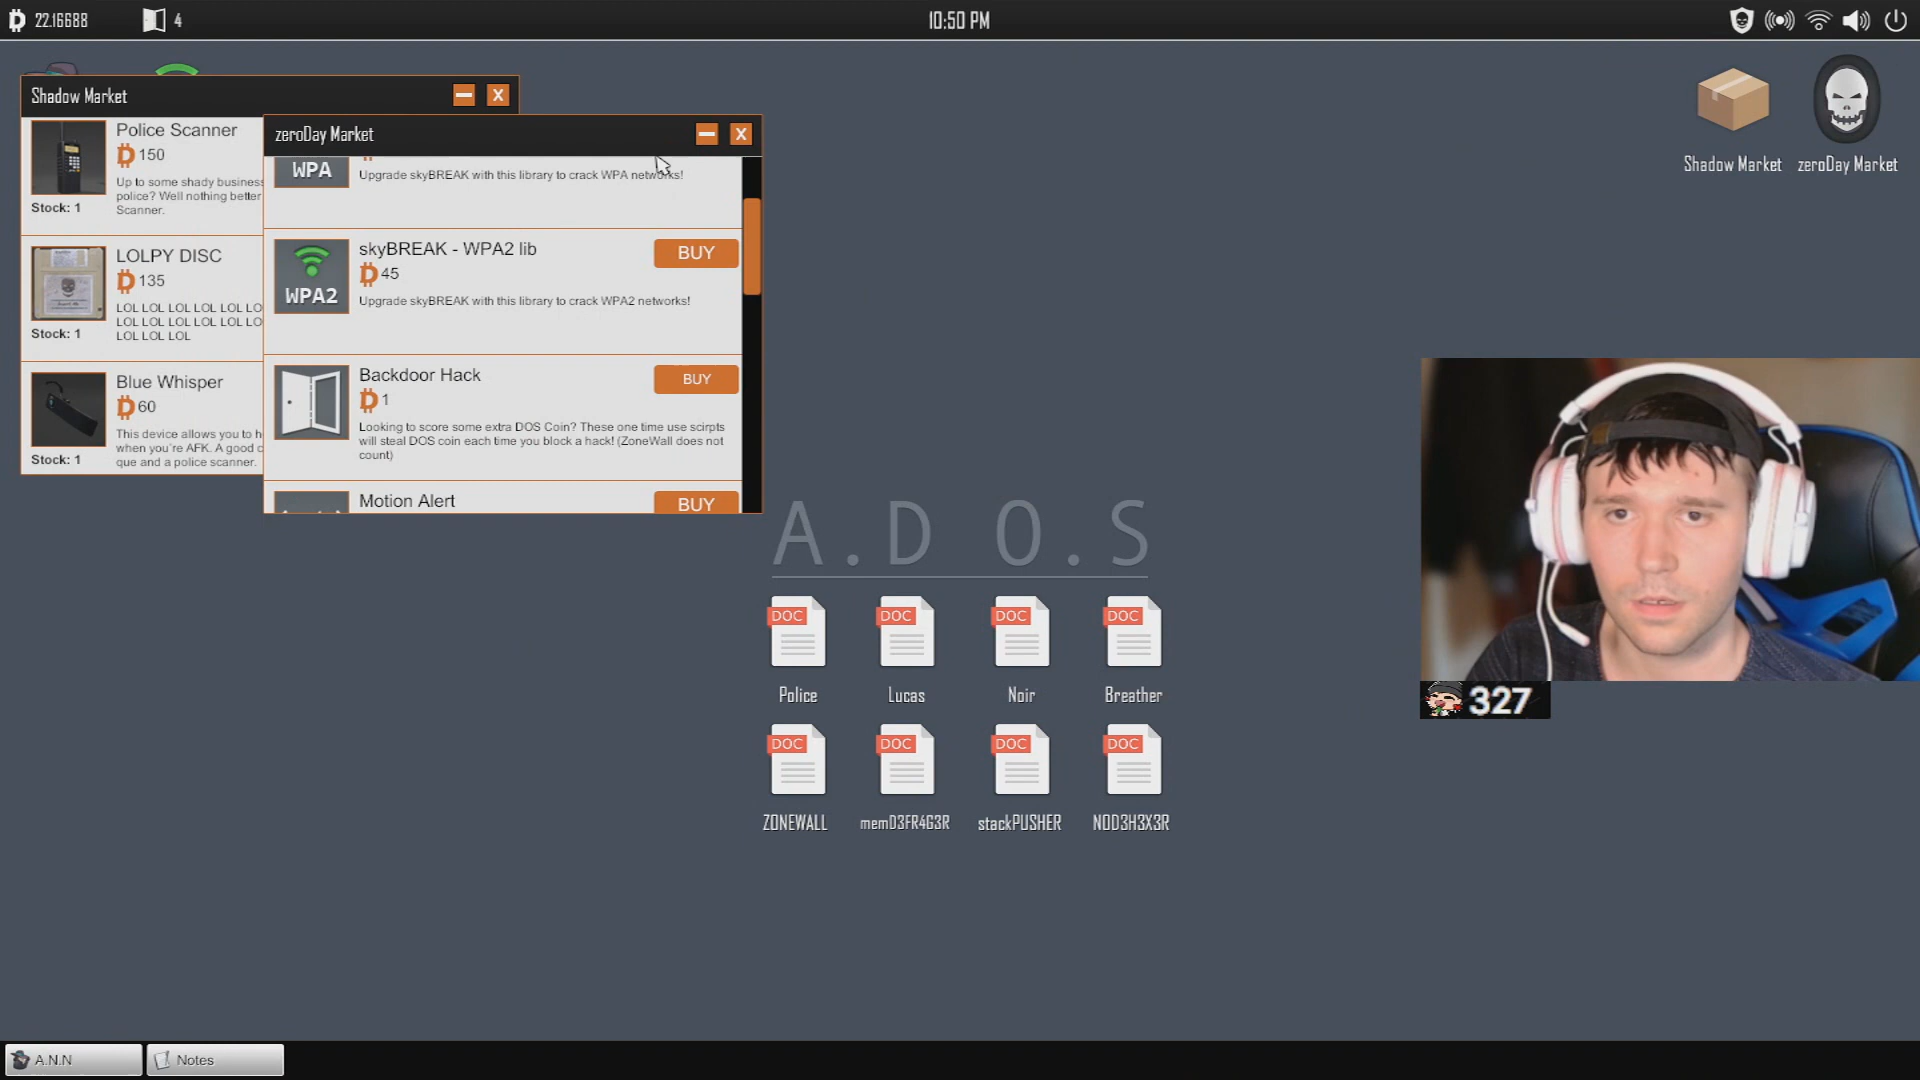 22.16688
4
10:50 PM
Shadow Market
Police Scanner
150
Up to some shady business
police? Well nothing better
Scanner.
Stock: 1
LOLPY DISC
135
LOL LOL LOL LOL LOL LO
LOL LOL LOL LOL LOL LO
LOL LOL LOL
Stock: 1
Blue Whisper
60
This device allows you to h
when you're AFK. A good c
que and a police scanner.
Stock: 1
zeroDay Market
WPA
Upgrade skyBREAK with this library to crack WPA networks!
skyBREAK - WPA2 lib
BUY
45
WPA2
Upgrade skyBREAK with this library to crack WPA2 networks!
Backdoor Hack
BUY
1
Looking to score some extra DOS Coin? These one time use scirpts
will steal DOS coin each time you block a hack! (ZoneWall does not
count)
Motion Alert
BUY
Shadow Market
zeroDay Market
A.D O.S
DOC
DOC
DOC
DOC
Police
Lucas
Noir
Breather
DOC
DOC
DOC
DOC
ZONEWALL
memD3FR4G3R
stackPUSHER
NOD3H3X3R
327
A.N.N
Notes